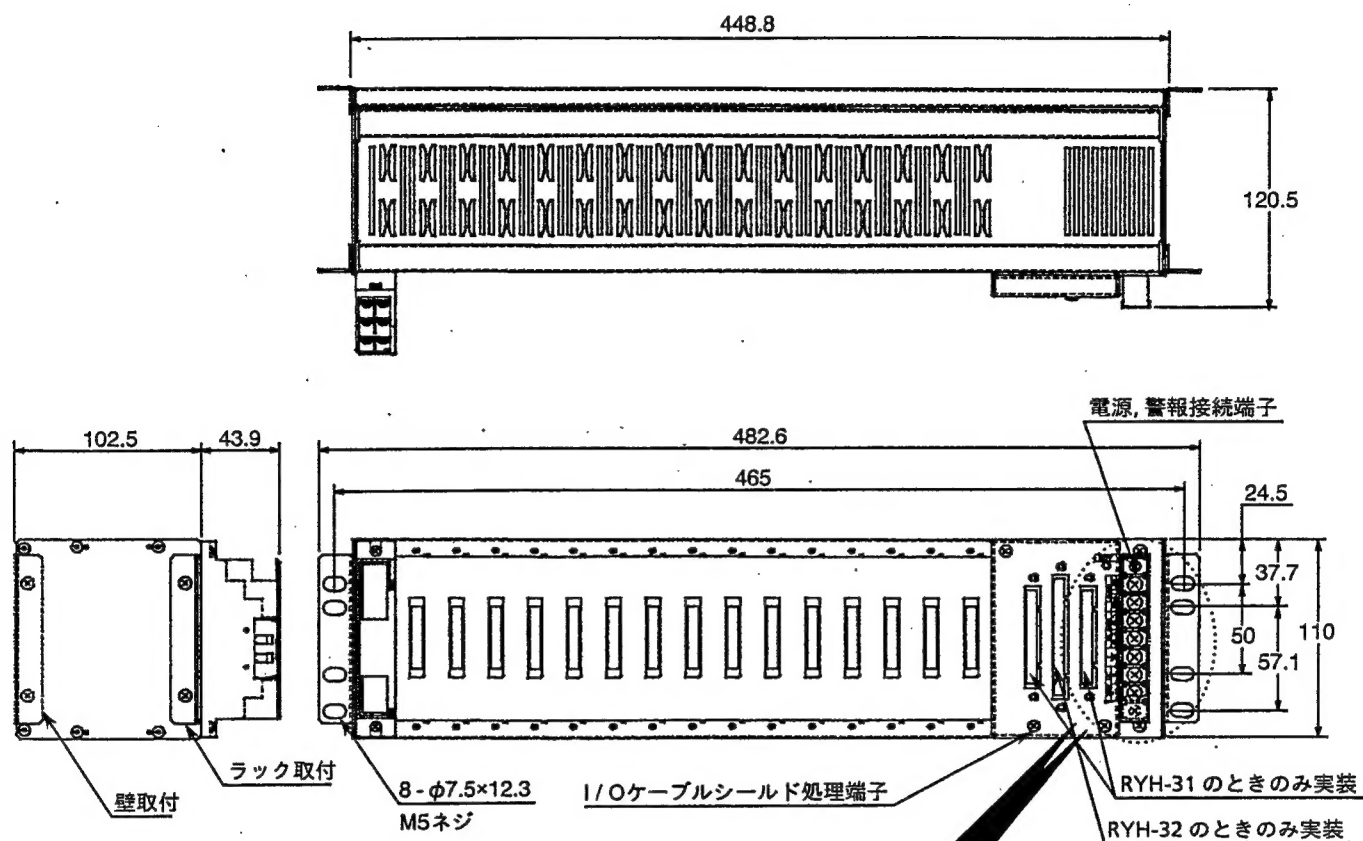 448.8
120.5
電源, 警報接続端子
102.5
43.9
482.6
465
24.5
37.7
50
57.1
110
ラック取付
壁取付
8 - φ7.5×12.3
M5ネジ
I / Oケーブルシールド処理端子
RYH-31 のときのみ実装
RYH-32 のときのみ実装